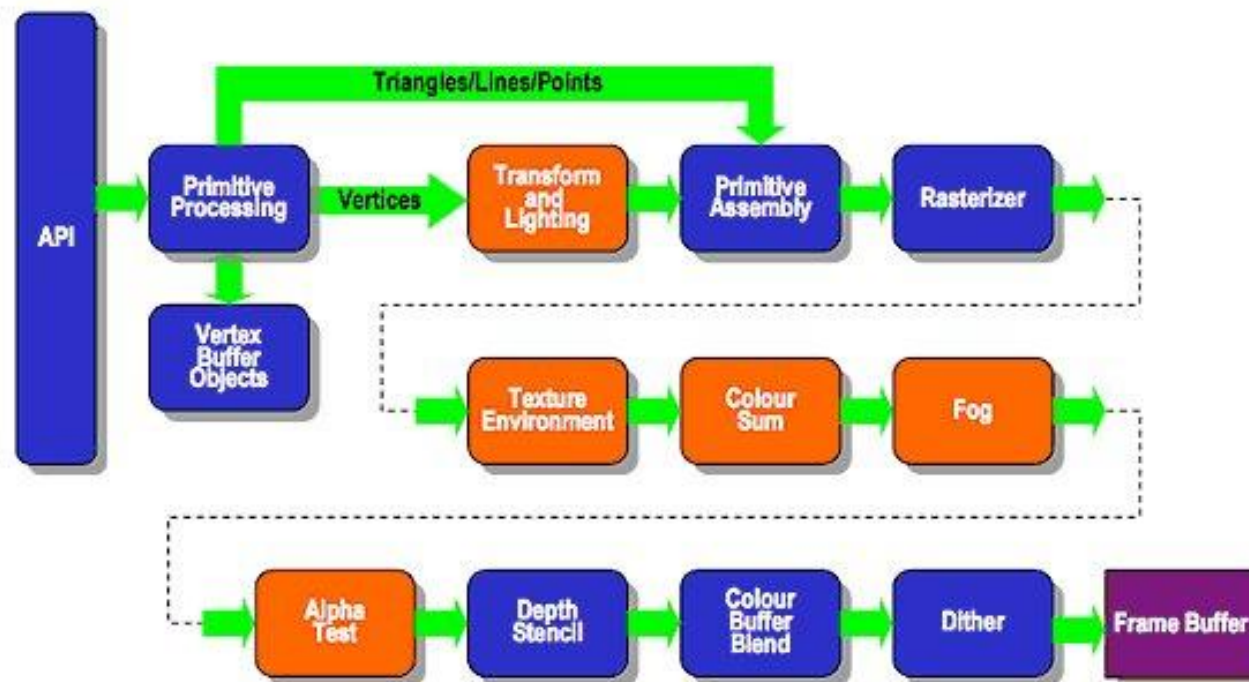 Triangles/Lines/Points
API
Primitive
Processing
Vertices
Transform
and
Lighting
Primitive
Assembly
Rasterizer
Vertex
Buffer
Objects
Texture
Environment
Colour
Sum
Fog
Alpha
Test
Depth
Stencil
Colour
Buffer
Blend
Dither
Frame Buffer